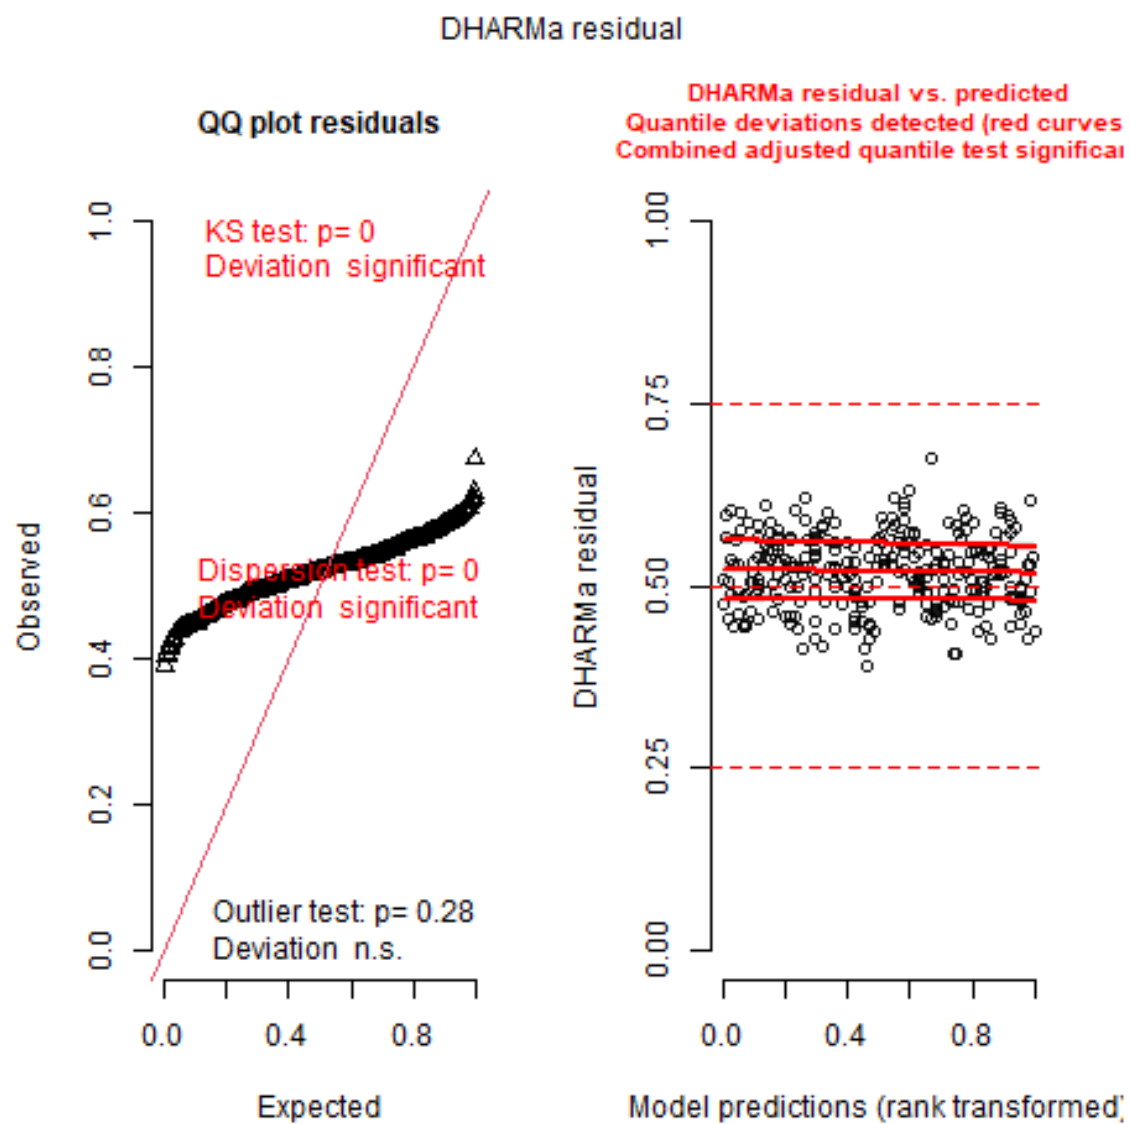 DHARMa residual
QQ plot residuals
KS test: p= 0
Deviation  significant
Dispersion test: p= 0
Deviation  significant
Outlier test: p= 0.28
Deviation  n.s.
Observed
1.0
0.8
0.6
0.4
0.2
0.0
0.0 0.4 0.8
Expected
DHARMa residual vs. predicted
Quantile deviations detected (red curves
Combined adjusted quantile test significan
DHARMa residual
1.00
0.75
0.50
0.25
0.00
0.0 0.4 0.8
Model predictions (rank transformed)